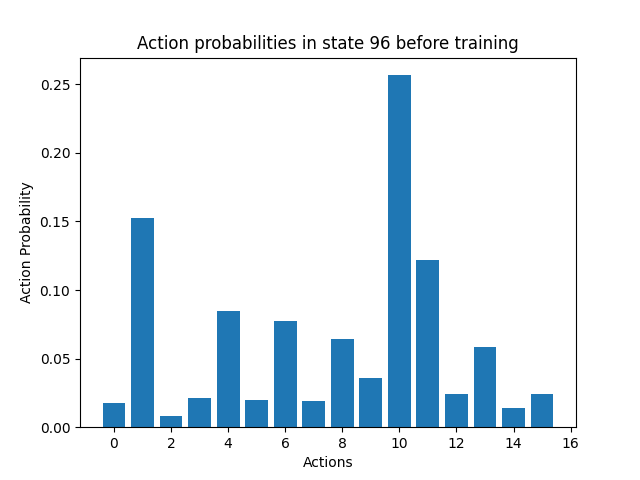 Action probabilities in state 96 before training
Action Probability
0.25
0.20
0.15
0.10
0.05
0.00
0 2 4 6 8 10 12 14 16
Actions